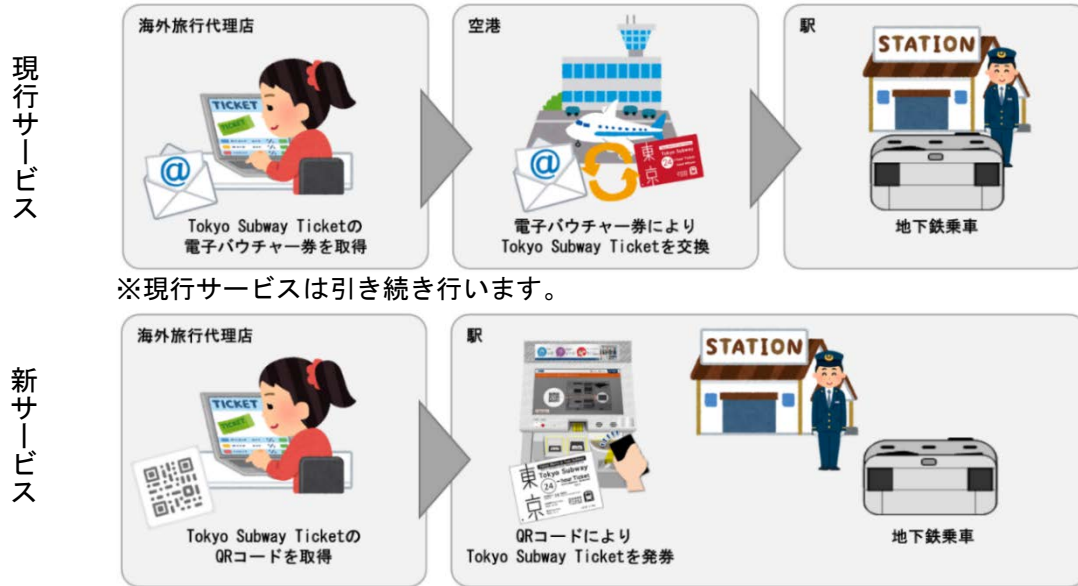 現行サービス
海外旅行代理店
TICKET
TICKET
@
Tokyo Subway Ticketの
電子バウチャー券を取得
空港
@
東京
Tokyo Subway
24
電子バウチャー券により
Tokyo Subway Ticketを交換
駅
STATION
地下鉄乗車
※現行サービスは引き続き行います。
新サービス
海外旅行代理店
TICKET
TICKET
Tokyo Subway Ticketの
QRコードを取得
駅
東京
Tokyo Subway
24-hour Ticket
QRコードにより
Tokyo Subway Ticketを発券
STATION
地下鉄乗車